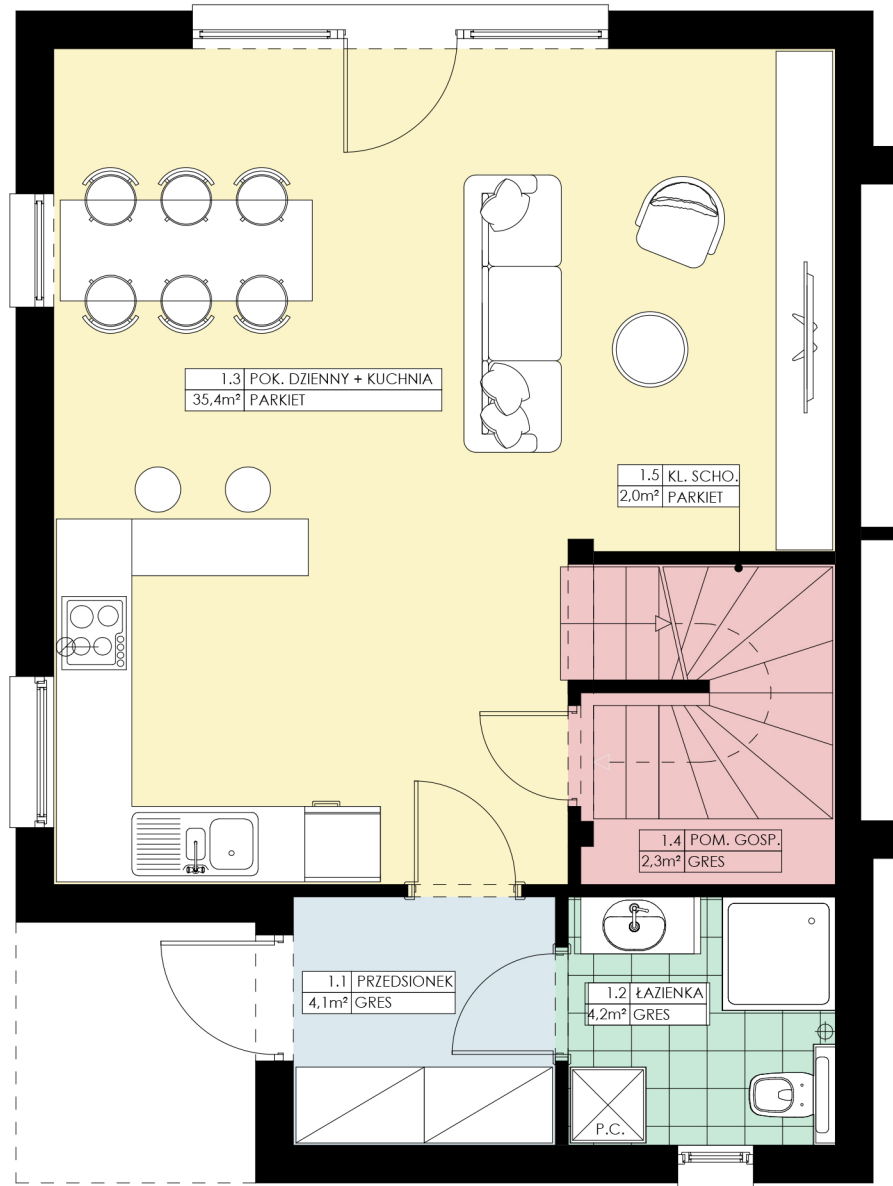 1.3 POK. DZIENNY + KUCHNIA
35,4m² PARKIET
1.5 KL. SCHO.
2,0m² PARKIET
1.4 POM. GOSP.
2,3m² GRES
1.1 PRZEDSIONEK
4,1m² GRES
1.2 ŁAZIENKA
4,2m² GRES
P.C.